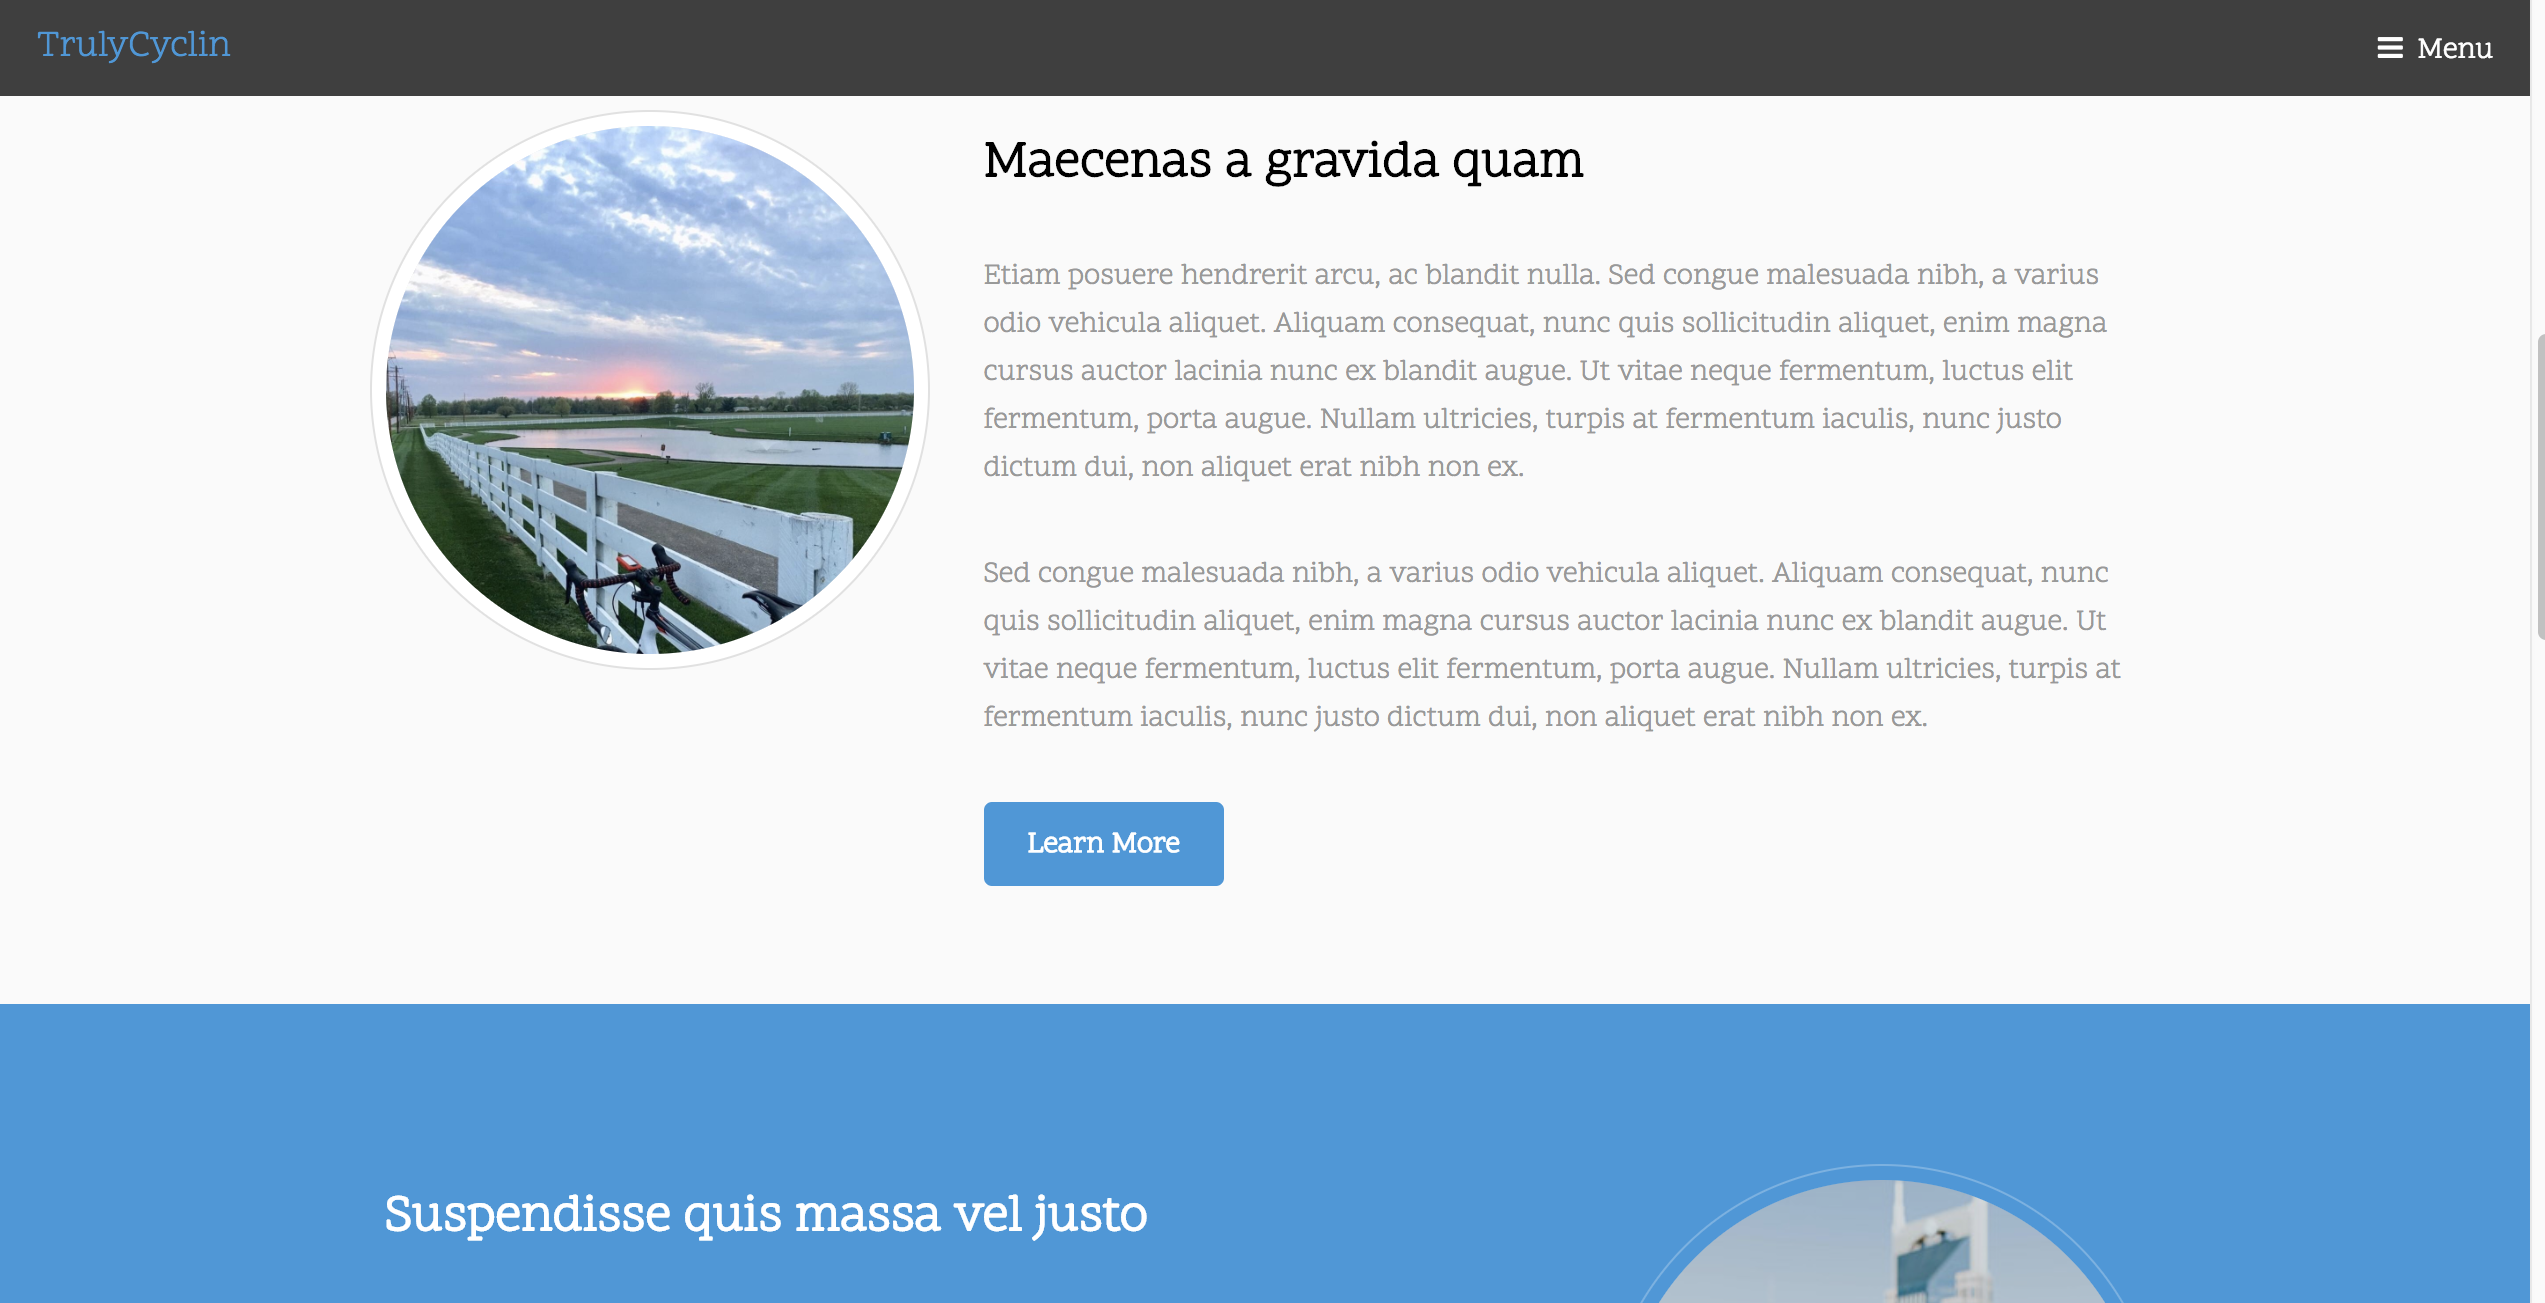 TrulyCyclin
Menu
Maecenas a gravida quam
Etiam posuere hendrerit arcu, ac blandit nulla. Sed congue malesuada nibh, a varius
odio vehicula aliquet. Aliquam consequat, nunc quis sollicitudin aliquet, enim magna
cursus auctor lacinia nunc ex blandit augue. Ut vitae neque fermentum, luctus elit
fermentum, porta augue. Nullam ultricies, turpis at fermentum iaculis, nunc justo
dictum dui, non aliquet erat nibh non ex.
Sed congue malesuada nibh, a varius odio vehicula aliquet. Aliquam consequat, nunc
quis sollicitudin aliquet, enim magna cursus auctor lacinia nunc ex blandit augue. Ut
vitae neque fermentum, luctus elit fermentum, porta augue. Nullam ultricies, turpis at
fermentum iaculis, nunc justo dictum dui, non aliquet erat nibh non ex.
Learn More
Suspendisse quis massa vel justo